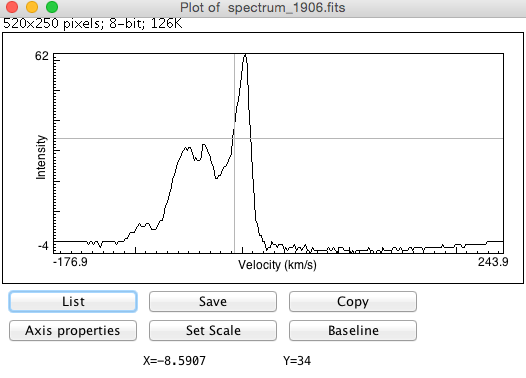 Plot of spectrum_1906.fits
520x250 pixels; 8-bit; 126K
62
Intensity
-4
-176.9
Velocity (km/s)
243.9
List
Save
Copy
Axis properties
Set Scale
Baseline
X=-8.5907 Y=34